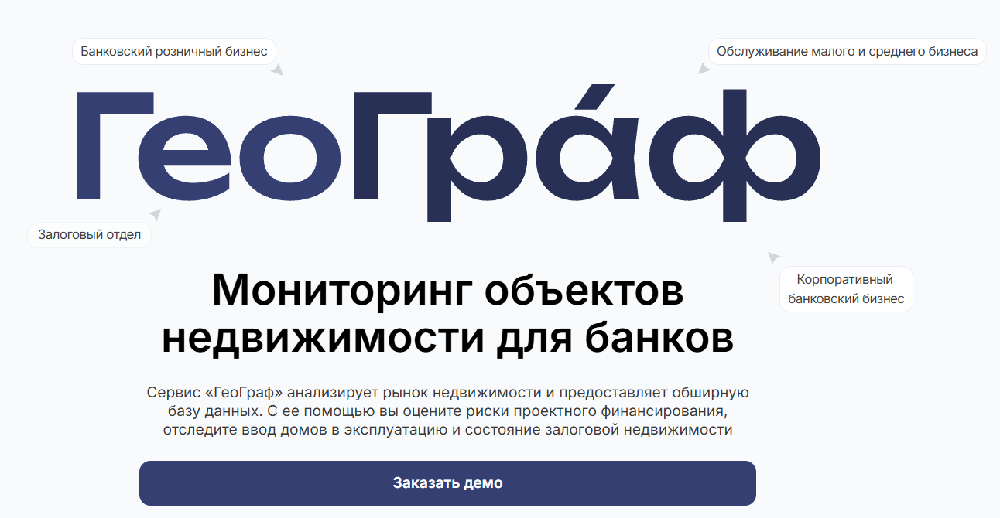 Банковский розничный бизнес
Обслуживание малого и среднего бизнеса
ГеоГра́ф
Залоговый отдел
Корпоративный
банковский бизнес
Мониторинг объектов
недвижимости для банков
Сервис «ГеоГраф» анализирует рынок недвижимости и предоставляет обширную
базу данных. С ее помощью вы оцените риски проектного финансирования,
отследите ввод домов в эксплуатацию и состояние залоговой недвижимости
Заказать демо